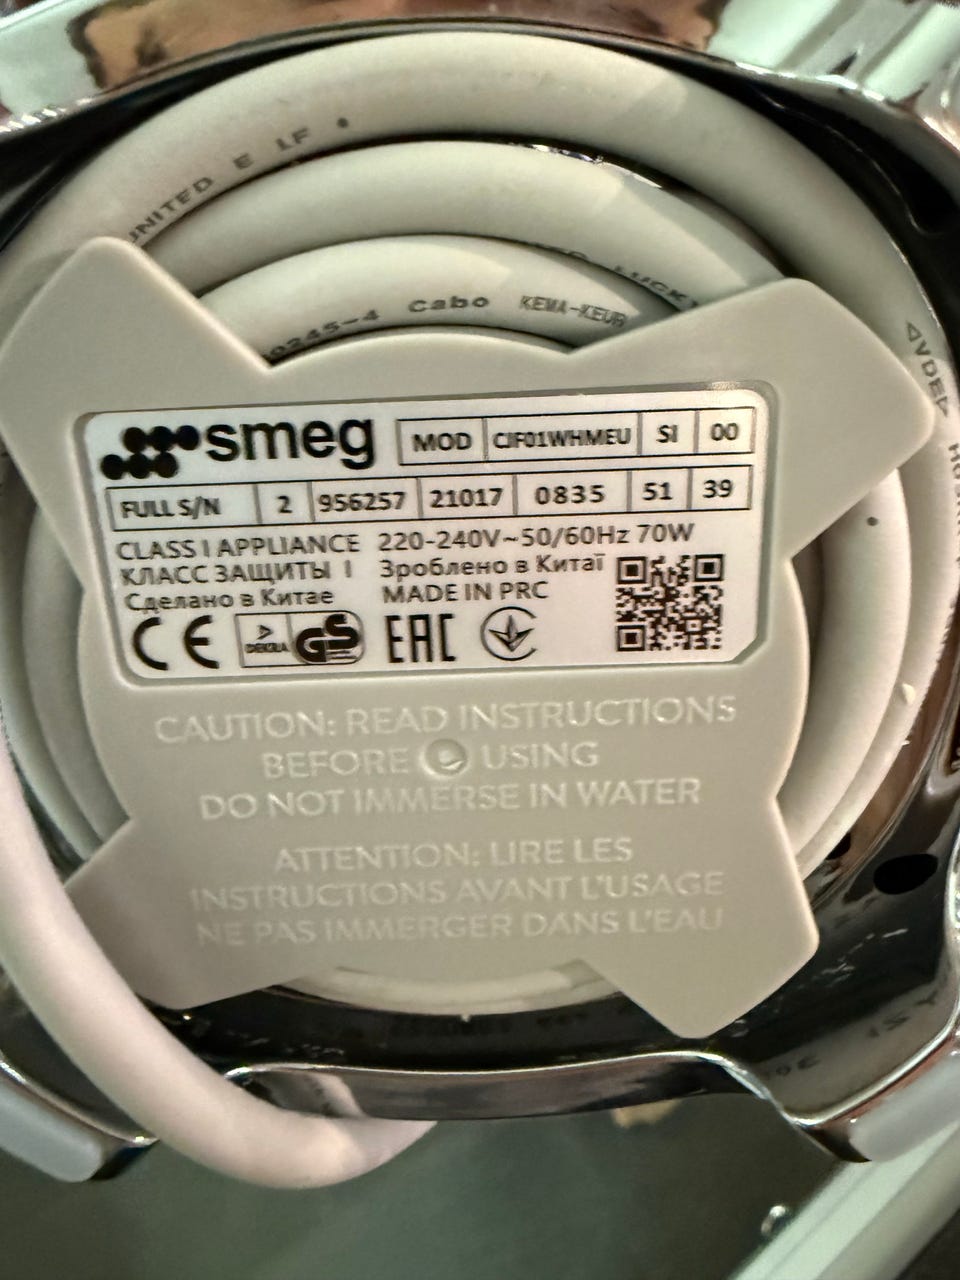 UNITED E LF
LUCKY
0245-4 Cabo KEMA-KEUR
◁VDE▷
smeg MOD CJF01WHMEU SI 00
FULL S/N 2 956257 21017 0835 51 39
CLASS I APPLIANCE 220-240V~50/60Hz 70W
КЛАСС ЗАЩИТЫ I Зроблено в Китаї
Сделано в Китае MADE IN PRC
CE DEKRA GS EAC
CAUTION: READ INSTRUCTIONS
BEFORE USING
DO NOT IMMERSE IN WATER
ATTENTION: LIRE LES
INSTRUCTIONS AVANT L'USAGE
NE PAS IMMERGER DANS L'EAU